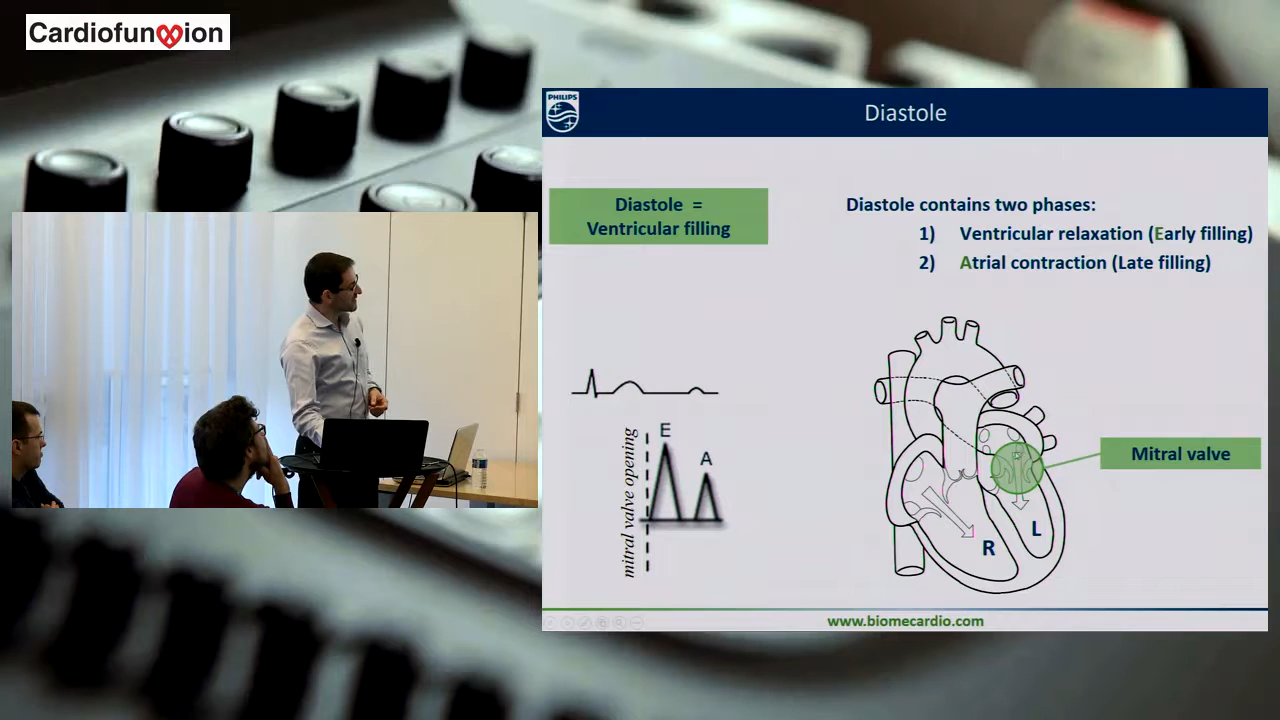 Cardiofunxion
PHILIPS
Diastole
Diastole =
Ventricular filling
Diastole contains two phases:
1) Ventricular relaxation (Early filling)
2) Atrial contraction (Late filling)
mitral valve opening
E
A
Mitral valve
L
R
www.biomecardio.com